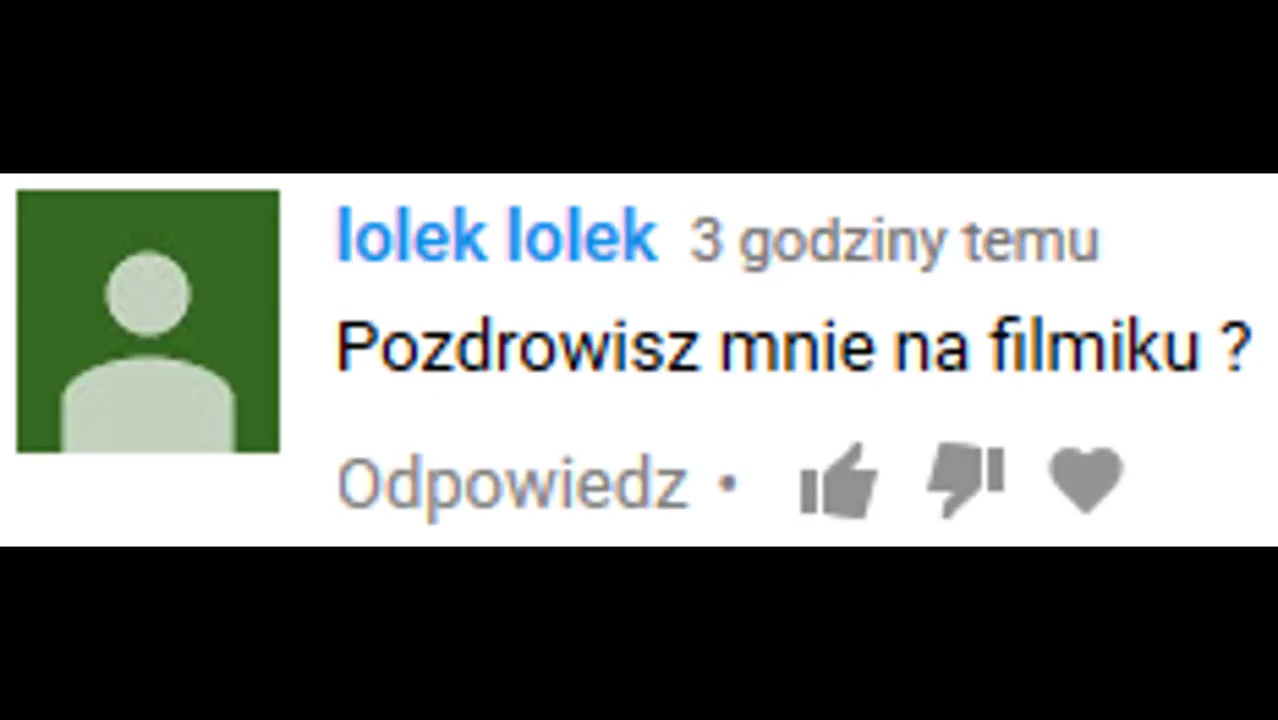 lolek lolek 3 godziny temu
Pozdrowisz mnie na filmiku ?
Odpowiedz •